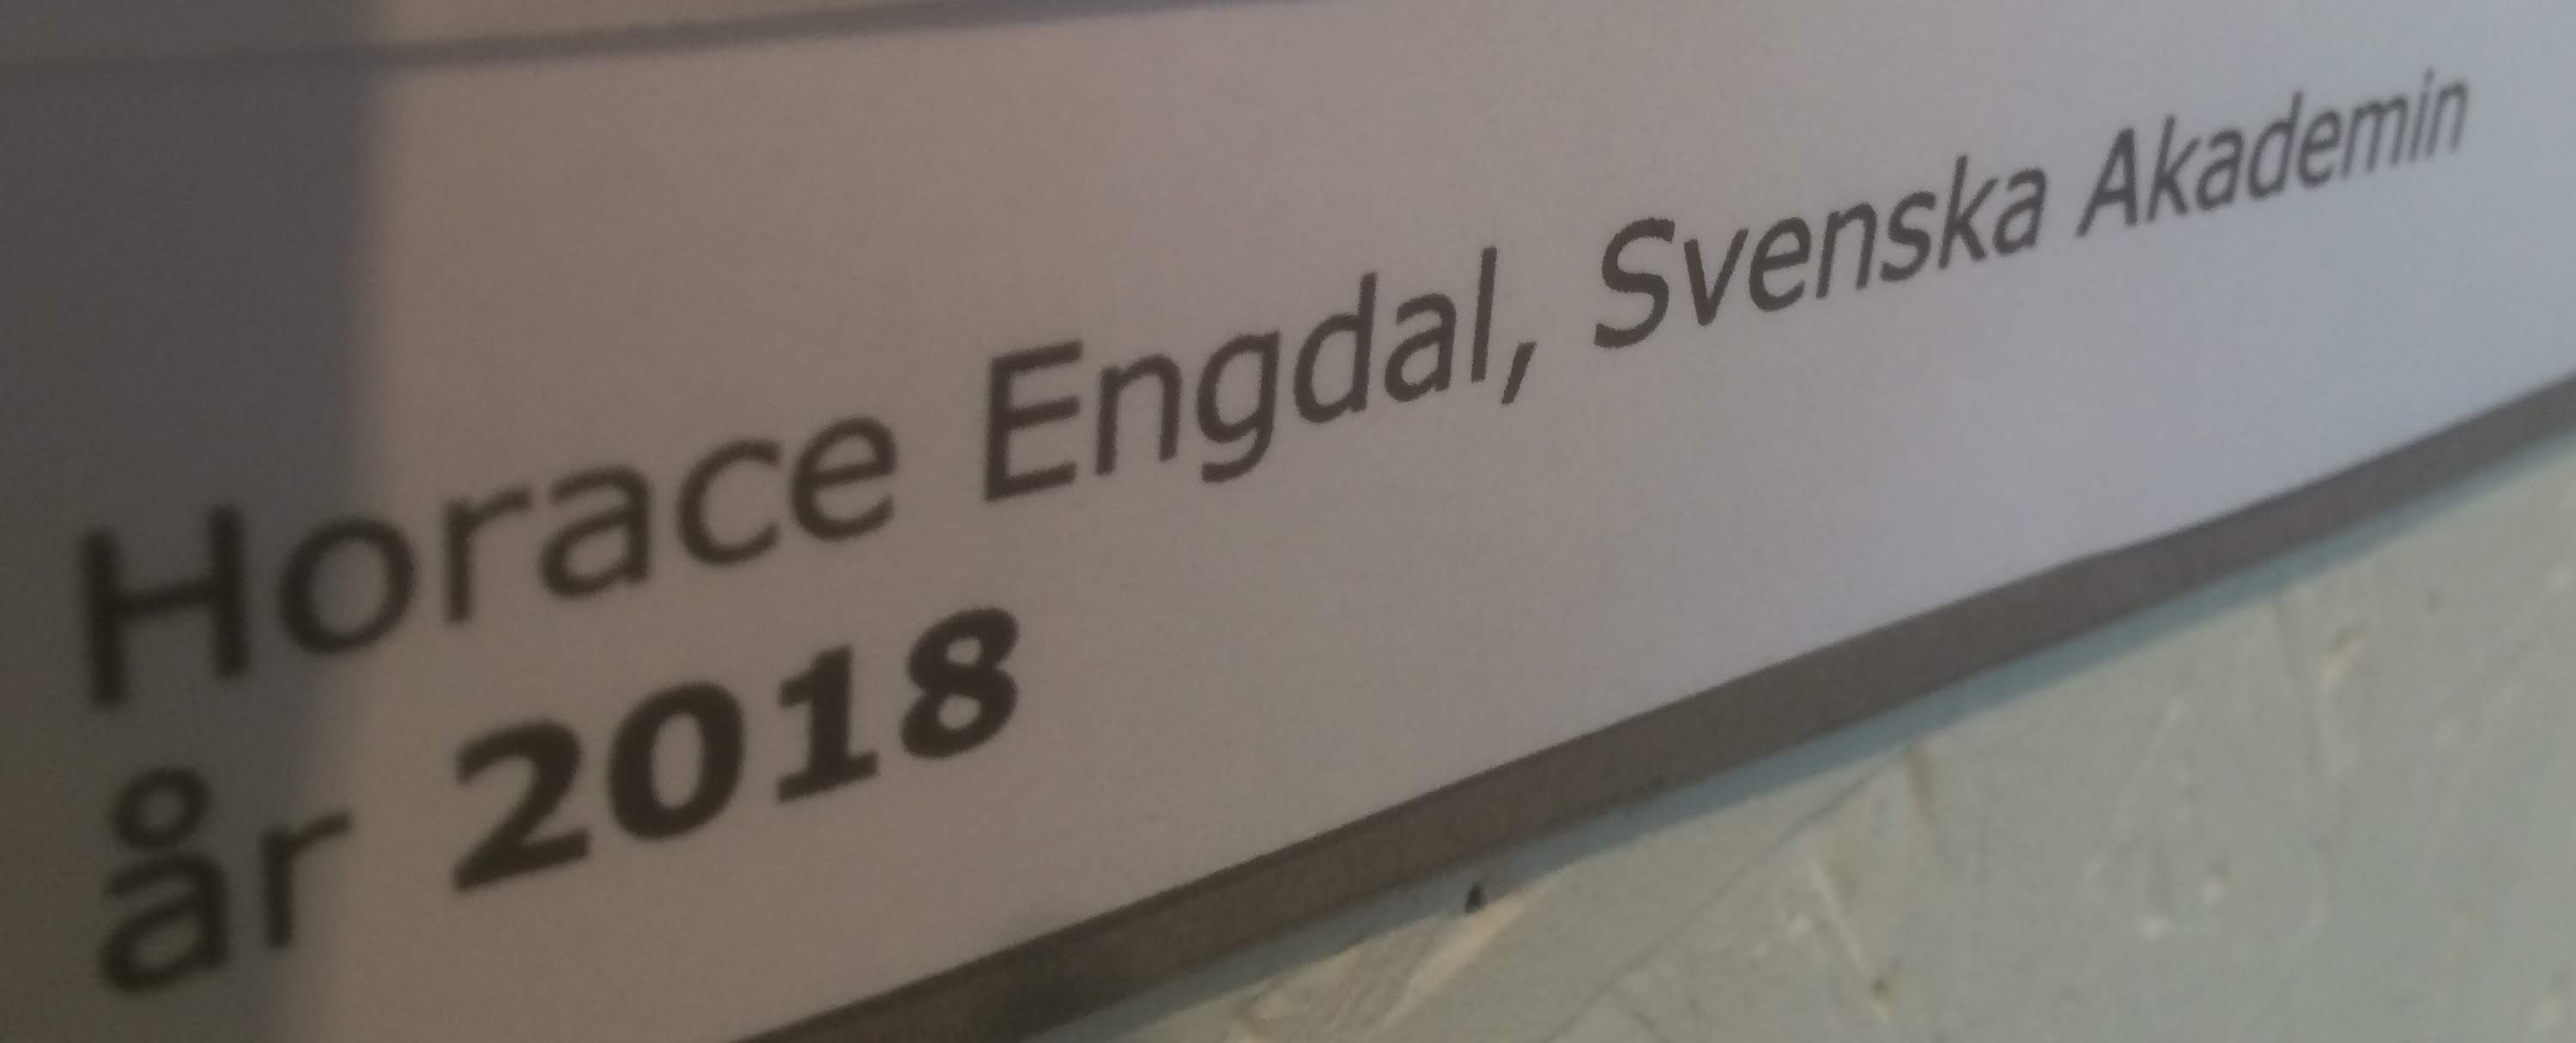 Horace Engdal, Svenska Akademin
år 2018